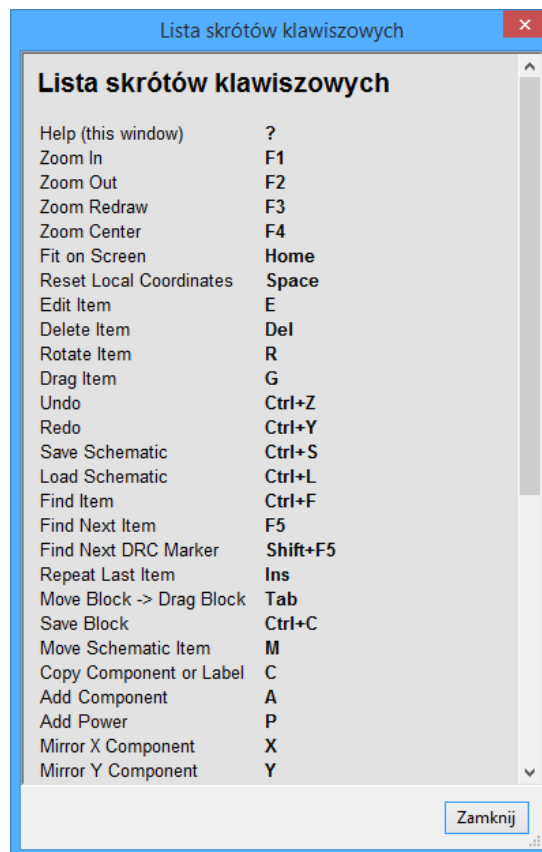 Lista skrótów klawiszowych
Lista skrótów klawiszowych
Help (this window) ?
Zoom In F1
Zoom Out F2
Zoom Redraw F3
Zoom Center F4
Fit on Screen Home
Reset Local Coordinates Space
Edit Item E
Delete Item Del
Rotate Item R
Drag Item G
Undo Ctrl+Z
Redo Ctrl+Y
Save Schematic Ctrl+S
Load Schematic Ctrl+L
Find Item Ctrl+F
Find Next Item F5
Find Next DRC Marker Shift+F5
Repeat Last Item Ins
Move Block -> Drag Block Tab
Save Block Ctrl+C
Move Schematic Item M
Copy Component or Label C
Add Component A
Add Power P
Mirror X Component X
Mirror Y Component Y
Zamknij